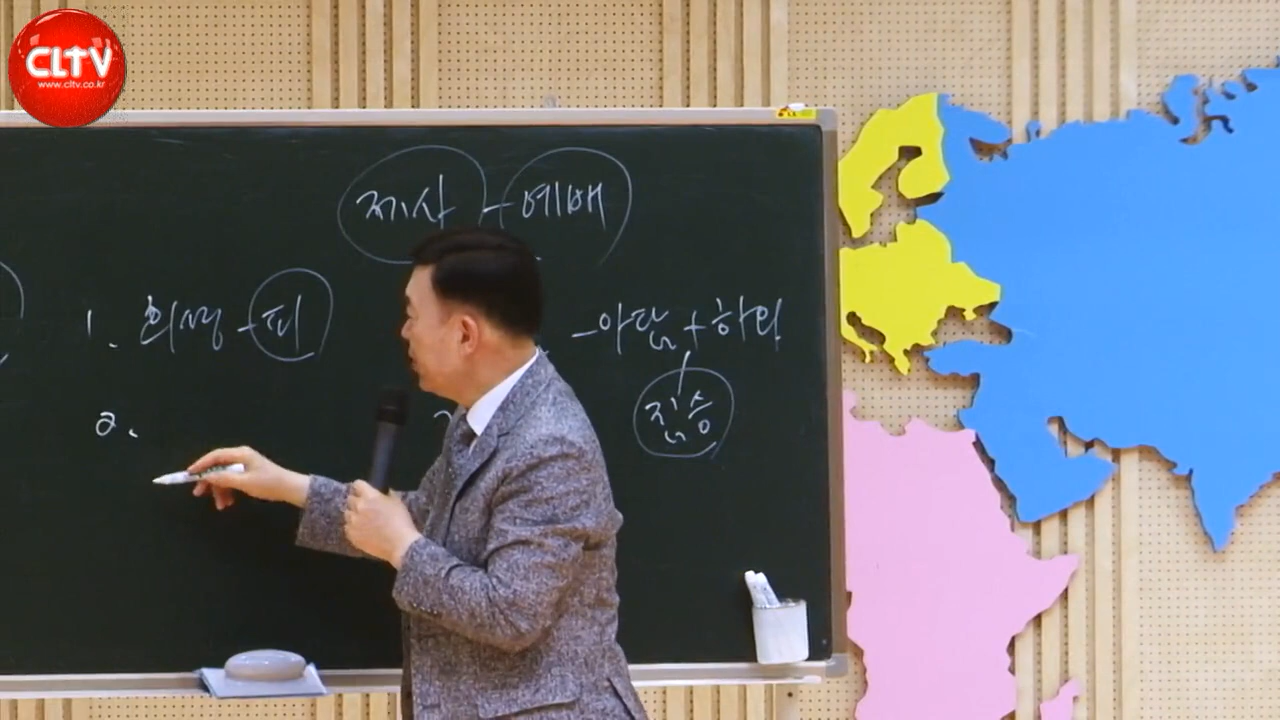 CLTV
www.cltv.co.kr
제사 - 예배
1. 희생 - 피
- 아담 + 하와
짐승
2.